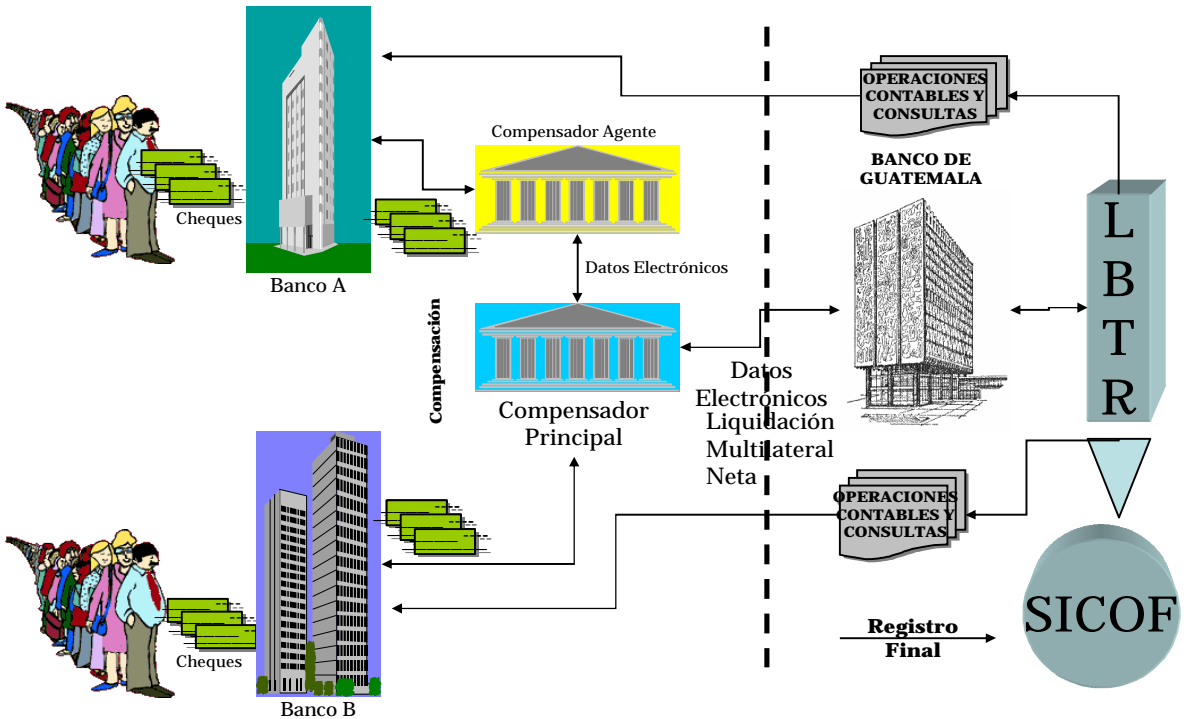 OPERACIONES
CONTABLES Y
CONSULTAS
Compensador Agente
BANCO DE
GUATEMALA
Cheques
Datos Electrónicos
Banco A
Compensación
L
B
T
R
Datos
Electrónicos
Liquidación
Multilateral
Neta
Compensador
Principal
OPERACIONES
CONTABLES Y
CONSULTAS
SICOF
Registro
Final
Cheques
Banco B